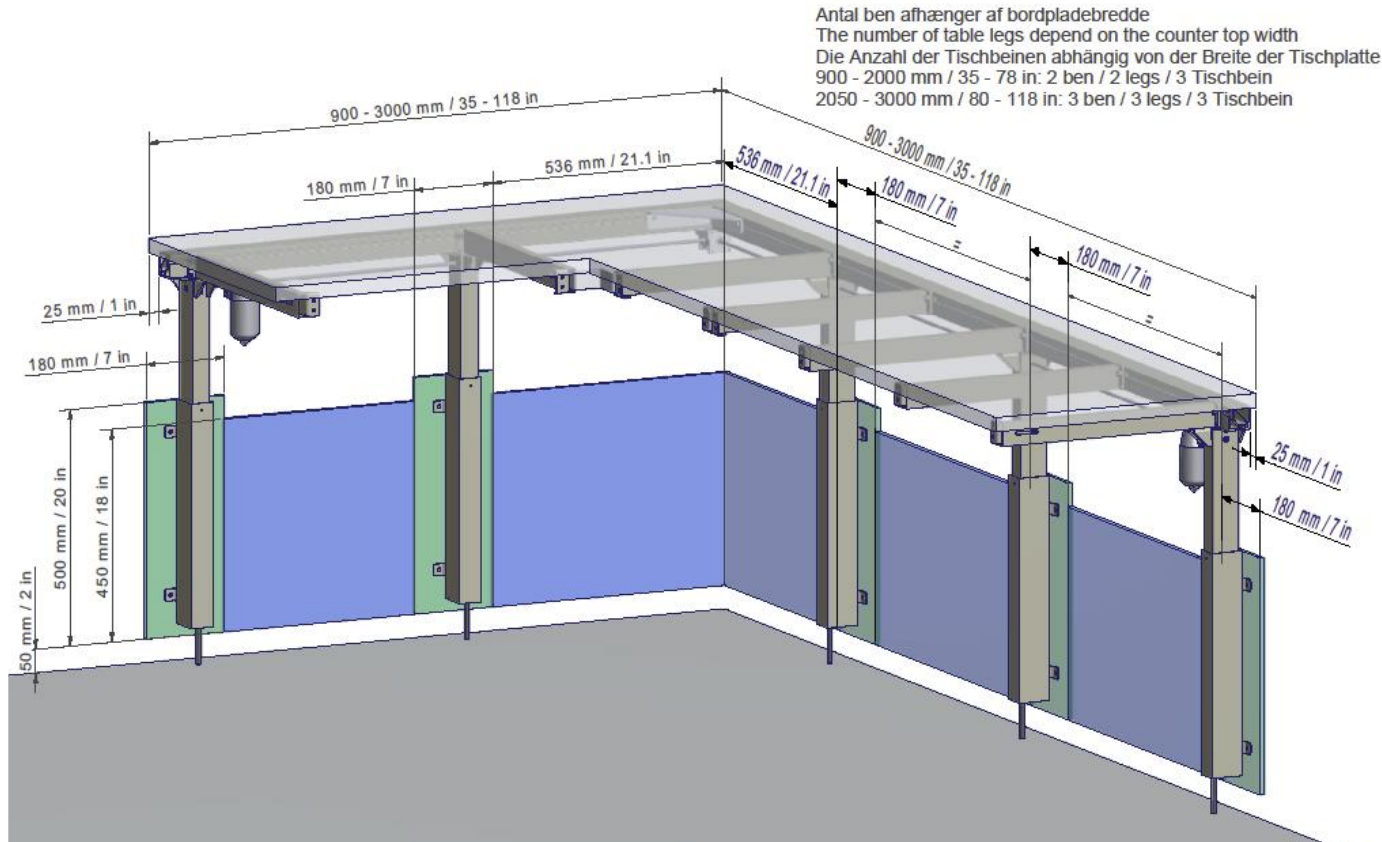 Antal ben afhænger af bordpladebredde
The number of table legs depend on the counter top width
Die Anzahl der Tischbeinen abhängig von der Breite der Tischplatte
900 - 2000 mm / 35 - 78 in: 2 ben / 2 legs / 3 Tischbein
2050 - 3000 mm / 80 - 118 in: 3 ben / 3 legs / 3 Tischbein
900 - 3000 mm / 35 - 118 in
900 - 3000 mm / 35 - 118 in
180 mm / 7 in
536 mm / 21.1 in
536 mm / 21.1 in
180 mm / 7 in
=
180 mm / 7 in
=
25 mm / 1 in
180 mm / 7 in
500 mm / 20 in
450 mm / 18 in
50 mm / 2 in
25 mm / 1 in
180 mm / 7 in